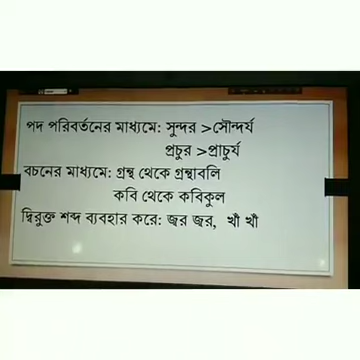 পদ পরিবর্তনের মাধ্যমে: সুন্দর >সৌন্দর্য
প্রচুর >প্রাচুর্য
বচনের মাধ্যমে: গ্রন্থ থেকে গ্রন্থাবলি
কবি থেকে কবিকুল
দ্বিরুক্ত শব্দ ব্যবহার করে: জ্বর জ্বর, খাঁ খাঁ